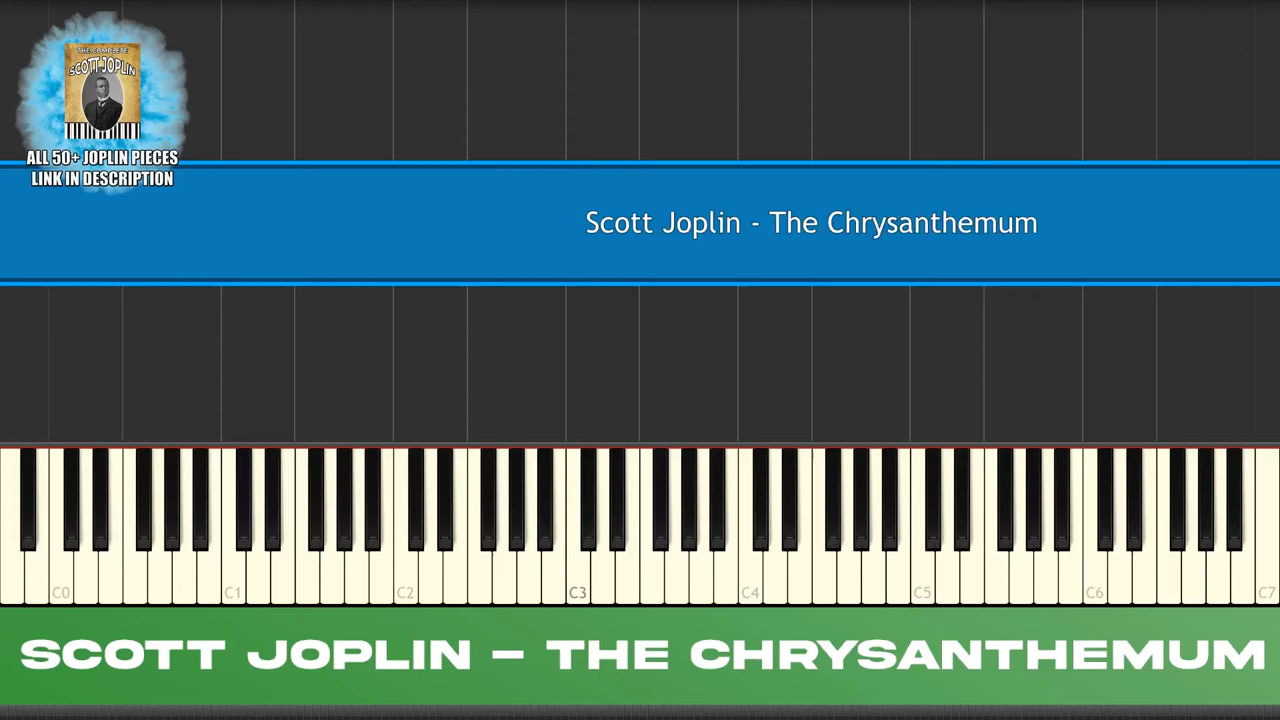 THE COMPLETE
SCOTT JOPLIN
ALL 50+ JOPLIN PIECES
LINK IN DESCRIPTION
Scott Joplin - The Chrysanthemum
C0 C1 C2 C3 C4 C5 C6 C7
SCOTT JOPLIN – THE CHRYSANTHEMUM